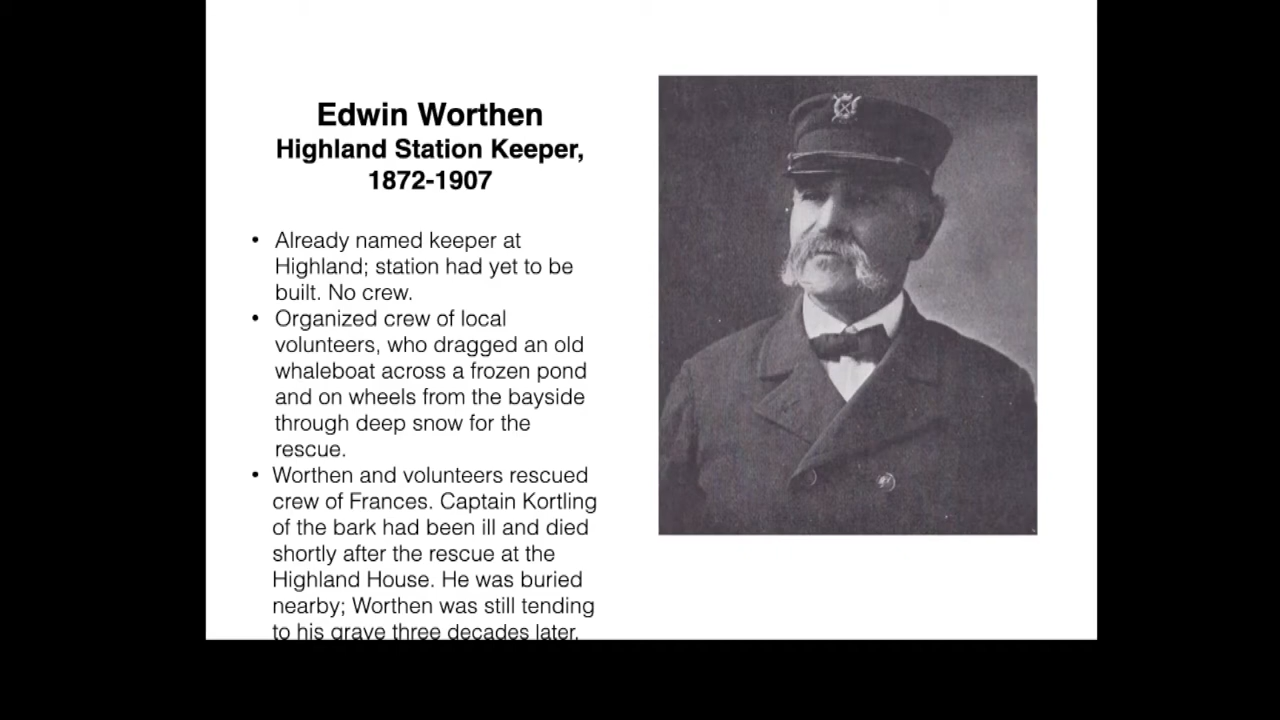 Edwin Worthen
Highland Station Keeper,
1872-1907
• Already named keeper at
Highland; station had yet to be
built. No crew.
• Organized crew of local
volunteers, who dragged an old
whaleboat across a frozen pond
and on wheels from the bayside
through deep snow for the
rescue.
• Worthen and volunteers rescued
crew of Frances. Captain Kortling
of the bark had been ill and died
shortly after the rescue at the
Highland House. He was buried
nearby; Worthen was still tending
to his grave three decades later.